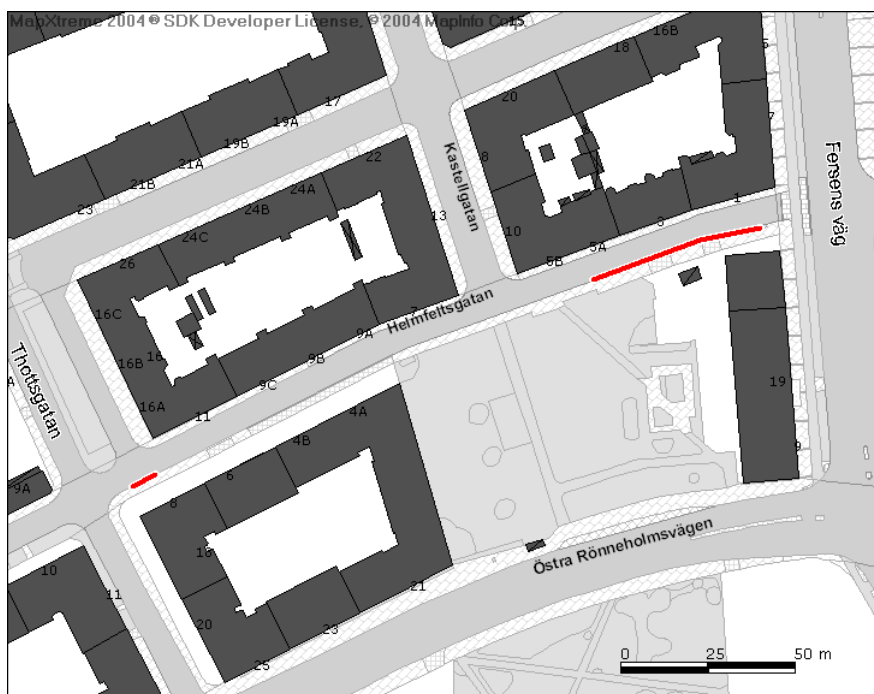 MapXtreme 2004 ® SDK Developer License, © 2004 MapInfo Corp
15
16B
18
5
20
17
19A
19B
21A
21B
23
7
8
22
24A
24B
24C
26
Kastellgatan
Fersens väg
13
1
3
10
5A
5B
16C
Helmfeltsgatan
7
9A
9B
9C
16B
16
16A
11
Thottsgatan
A
19
4A
4B
6
8
9
9A
Östra Rönneholmsvägen
16
10
11
21
20
23
25
0 25 50 m